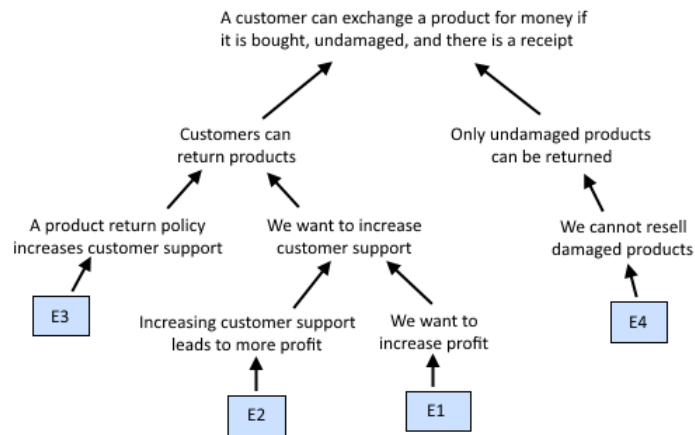 A customer can exchange a product for money if
it is bought, undamaged, and there is a receipt
Customers can
return products
Only undamaged products
can be returned
A product return policy
increases customer support
We want to increase
customer support
We cannot resell
damaged products
E3
Increasing customer support
leads to more profit
We want to
increase profit
E4
E2
E1